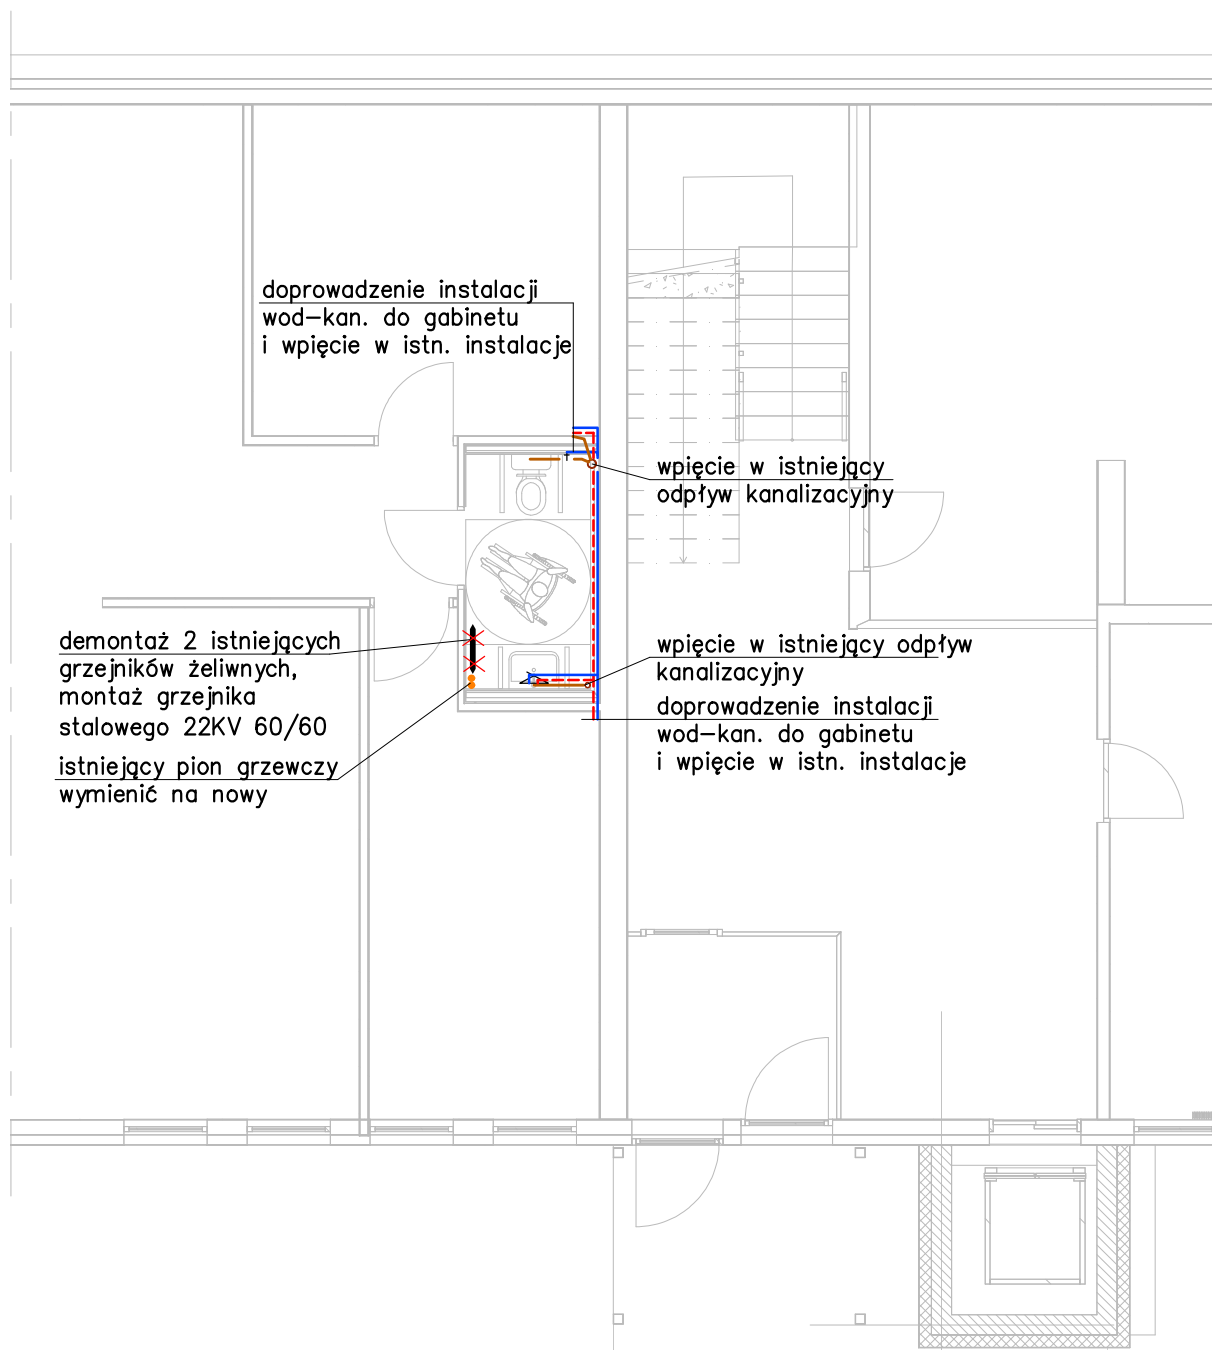 doprowadzenie instalacji
wod-kan. do gabinetu
i wpięcie w istn. instalacje
wpięcie w istniejący
odpływ kanalizacyjny
demontaż 2 istniejących
grzejników żeliwnych,
montaż grzejnika
stalowego 22KV 60/60
istniejący pion grzewczy
wymienić na nowy
wpięcie w istniejący odpływ
kanalizacyjny
doprowadzenie instalacji
wod-kan. do gabinetu
i wpięcie w istn. instalacje